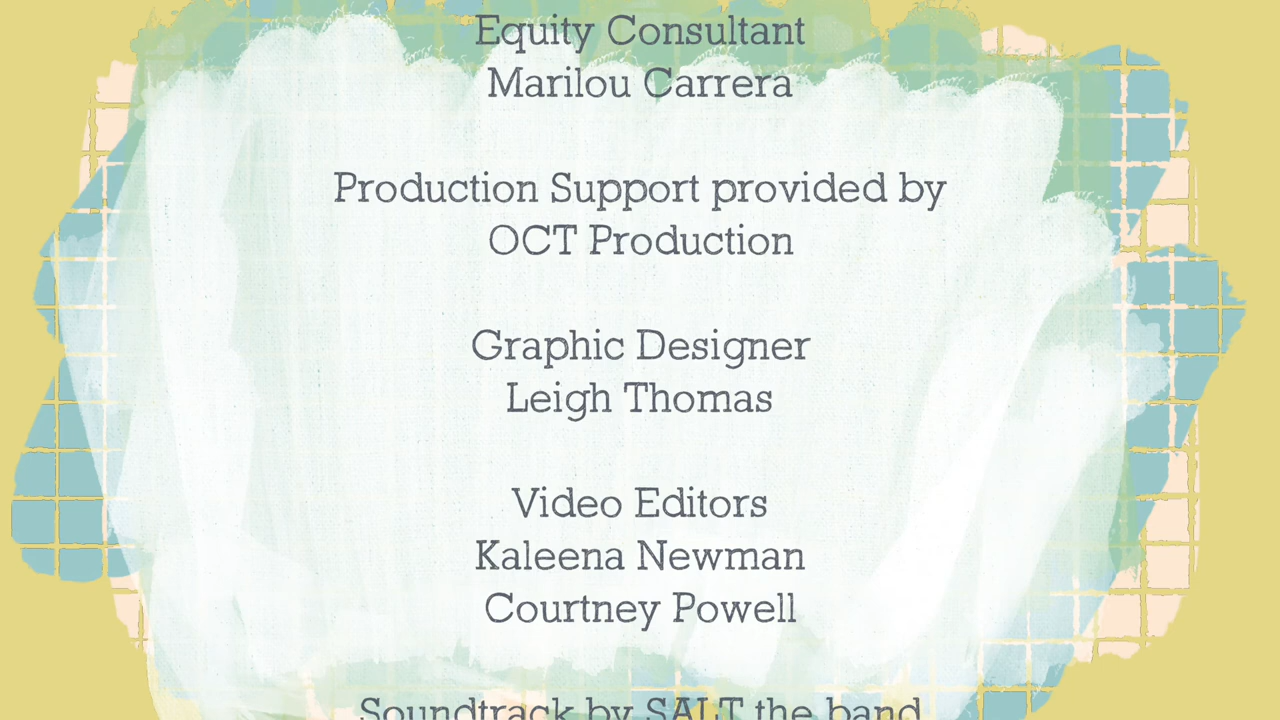 Equity Consultant
Marilou Carrera
Production Support provided by
OCT Production
Graphic Designer
Leigh Thomas
Video Editors
Kaleena Newman
Courtney Powell
Soundtrack by SALT the band